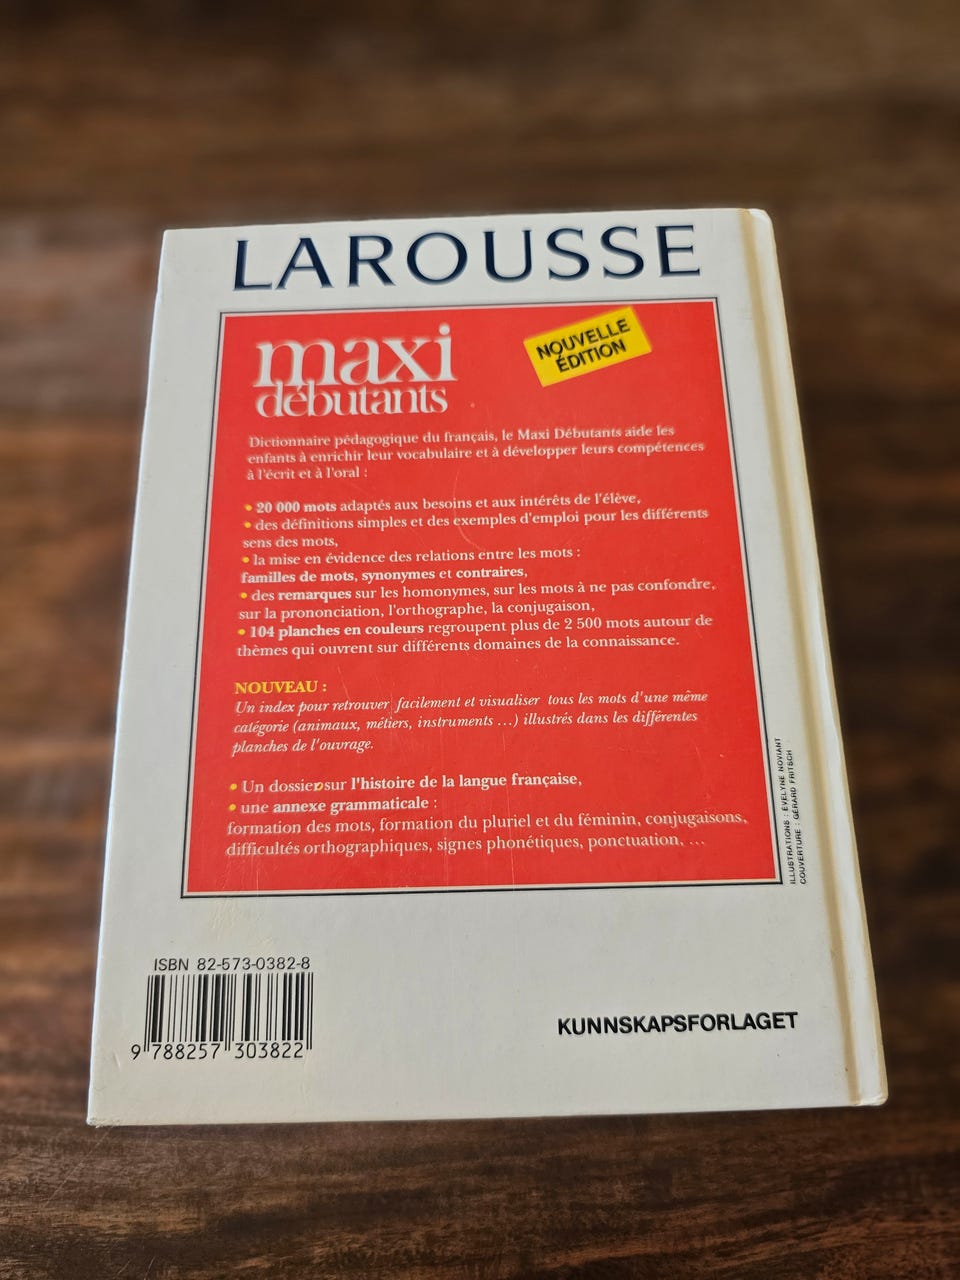 LAROUSSE
maxi
débutants
NOUVELLE
ÉDITION
Dictionnaire pédagogique du français, le Maxi Débutants aide les
enfants à enrichir leur vocabulaire et à développer leurs compétences
à l'écrit et à l'oral :
• 20 000 mots adaptés aux besoins et aux intérêts de l'élève,
• des définitions simples et des exemples d'emploi pour les différents
sens des mots,
• la mise en évidence des relations entre les mots :
familles de mots, synonymes et contraires,
• des remarques sur les homonymes, sur les mots à ne pas confondre,
sur la prononciation, l'orthographe, la conjugaison,
• 104 planches en couleurs regroupent plus de 2 500 mots autour de
thèmes qui ouvrent sur différents domaines de la connaissance.
NOUVEAU :
Un index pour retrouver facilement et visualiser tous les mots d'une même
catégorie (animaux, métiers, instruments ...) illustrés dans les différentes
planches de l'ouvrage.
• Un dossier sur l'histoire de la langue française,
• une annexe grammaticale :
formation des mots, formation du pluriel et du féminin, conjugaisons,
difficultés orthographiques, signes phonétiques, ponctuation, ...
ILLUSTRATIONS : ÉVELYNE NOVIANT
COUVERTURE : GÉRARD FRITSCH
ISBN 82-573-0382-8
9 788257 303822
KUNNSKAPSFORLAGET